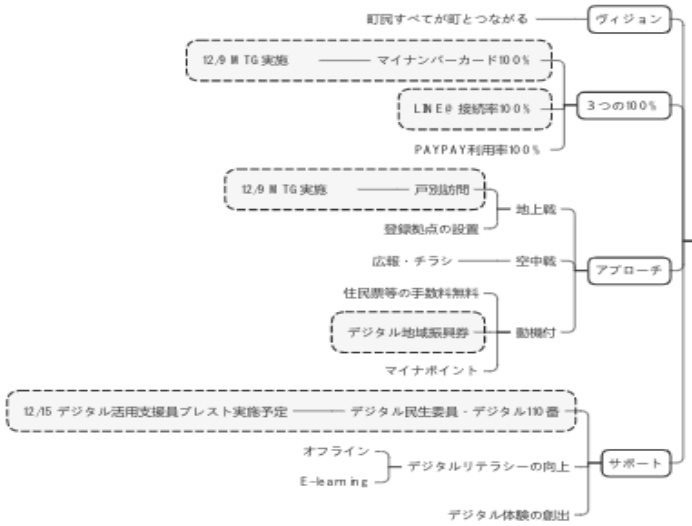 町民すべてが町とつながる ヴィジョン
12/9 MTG実施 マイナンバーカード100%
LINE@ 接続率100% 3つの100%
PAYPAY利用率100%
12/9 MTG実施 戸別訪問
地上戦
登録拠点の設置
広報・チラシ 空中戦 アプローチ
住民票等の手数料無料
デジタル地域振興券 動機付
マイナポイント
12/15 デジタル活用支援員ブレスト実施予定 デジタル民生委員・デジタル110番
オフライン
デジタルリテラシーの向上 サポート
E-learning
デジタル体験の創出